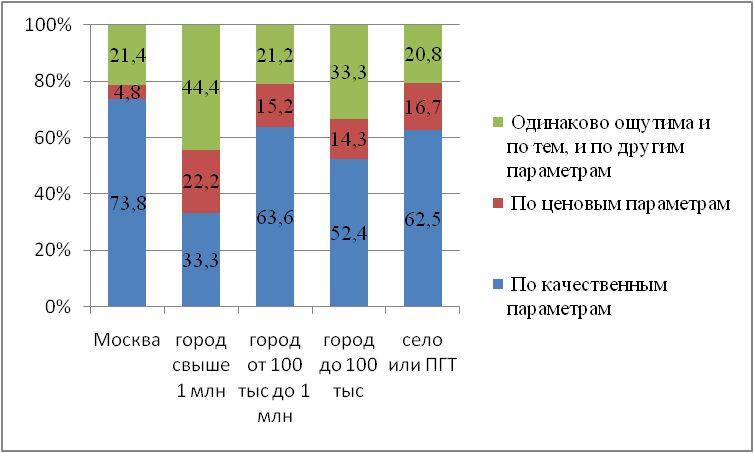 100%
80%
60%
40%
20%
0%
21,4
4,8
73,8
44,4
22,2
33,3
21,2
15,2
63,6
33,3
14,3
52,4
20,8
16,7
62,5
Москва
город
свыше
1 млн
город
от 100
тыс до 1
млн
город
до 100
тыс
село
или ПГТ
Одинаково ощутима и
по тем, и по другим
параметрам
По ценовым параметрам
По качественным
параметрам